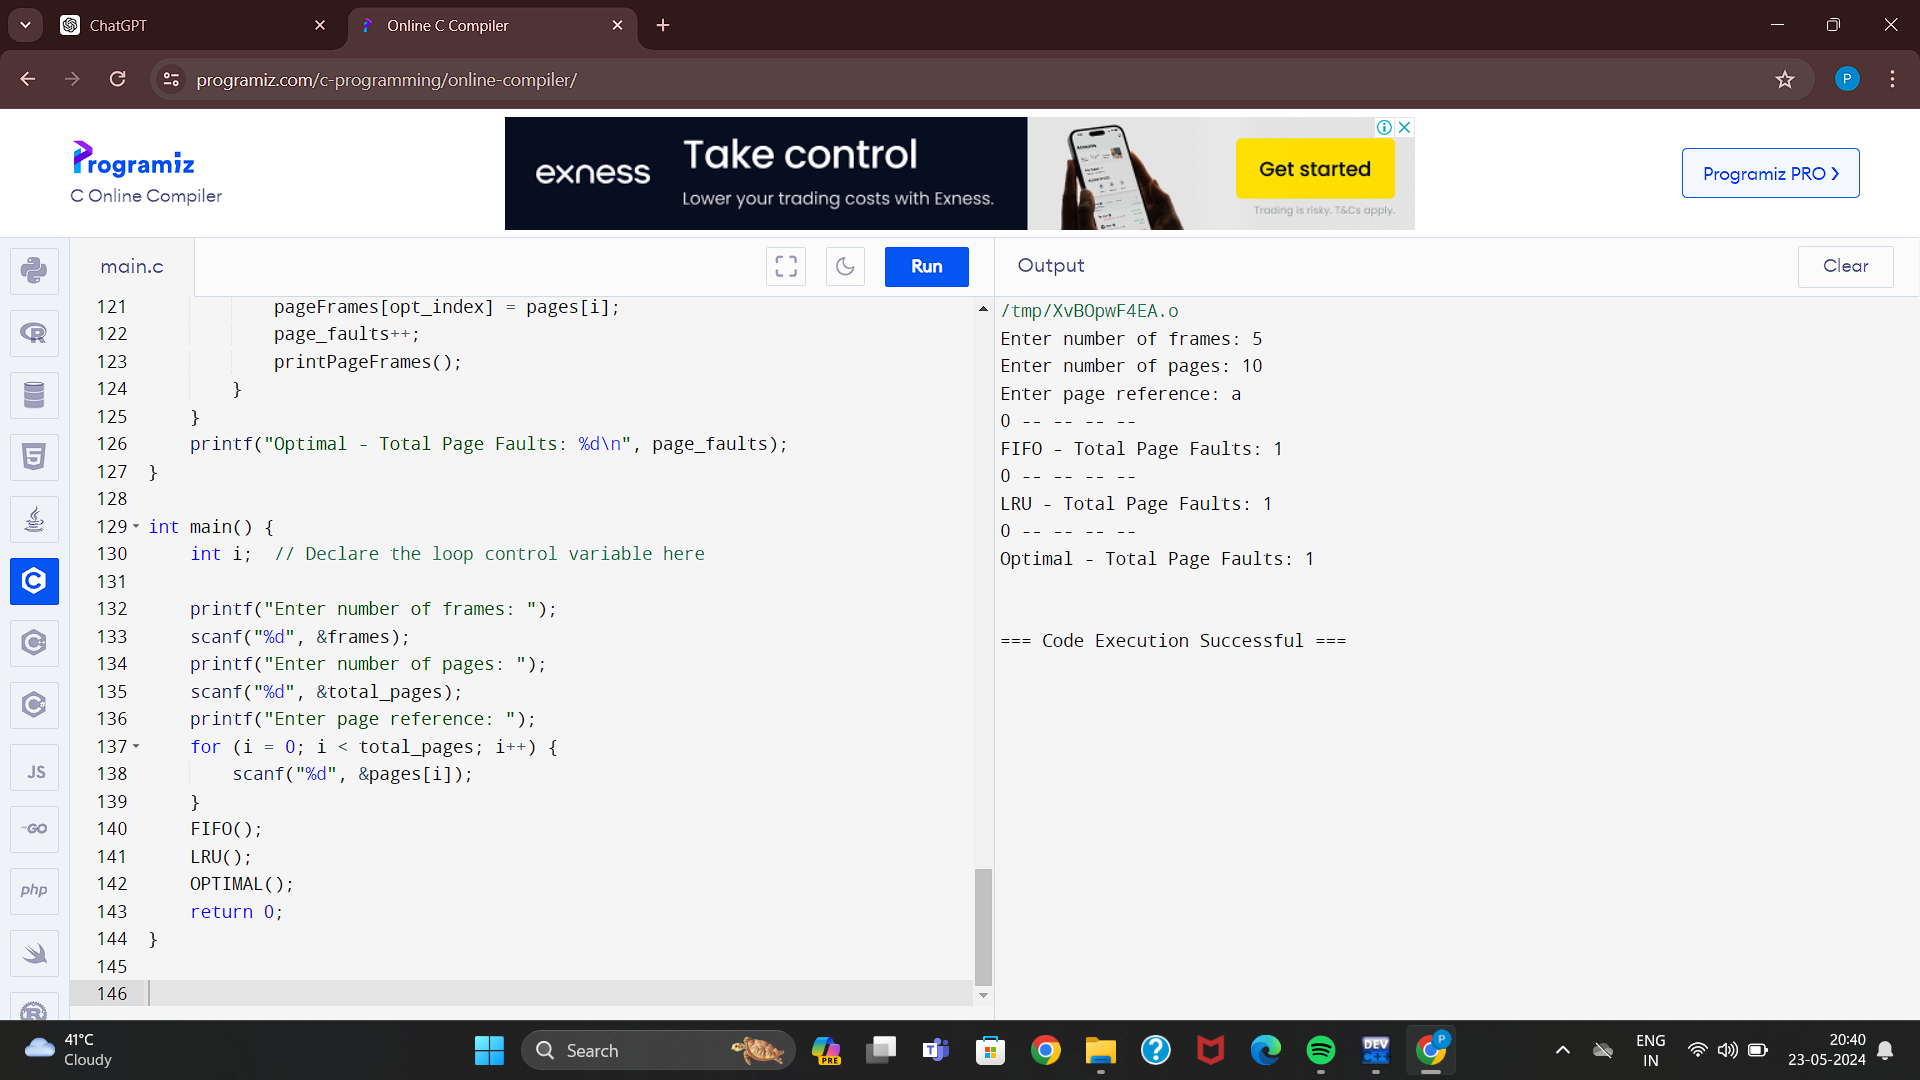 ChatGPT
Online C Compiler
programiz.com/c-programming/online-compiler/
P
Programiz
C Online Compiler
exness
Take control
Lower your trading costs with Exness.
Get started
Trading is risky. T&Cs apply.
Programiz PRO ›
main.c
Run
Output
Clear
121 pageFrames[opt_index] = pages[i];
122 page_faults++;
123 printPageFrames();
124 }
125 }
126 printf("Optimal - Total Page Faults: %d\n", page_faults);
127 }
128
129 int main() {
130 int i;  // Declare the loop control variable here
131
132 printf("Enter number of frames: ");
133 scanf("%d", &frames);
134 printf("Enter number of pages: ");
135 scanf("%d", &total_pages);
136 printf("Enter page reference: ");
137 for (i = 0; i < total_pages; i++) {
138 scanf("%d", &pages[i]);
139 }
140 FIFO();
141 LRU();
142 OPTIMAL();
143 return 0;
144 }
145
146
/tmp/XvBOpwF4EA.o
Enter number of frames: 5
Enter number of pages: 10
Enter page reference: a
0 -- -- -- --
FIFO - Total Page Faults: 1
0 -- -- -- --
LRU - Total Page Faults: 1
0 -- -- -- --
Optimal - Total Page Faults: 1
=== Code Execution Successful ===
JS
GO
php
41°C
Cloudy
Search
PRE
DEV
C++
P
ENG
IN
20:40
23-05-2024